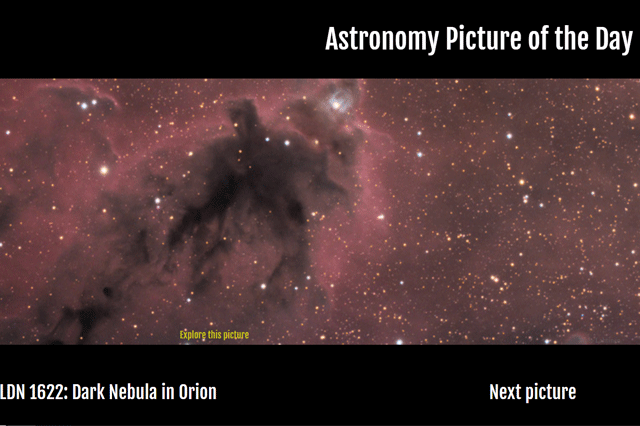 Astronomy Picture of the Day
Explore this picture
LDN 1622: Dark Nebula in Orion
Next picture